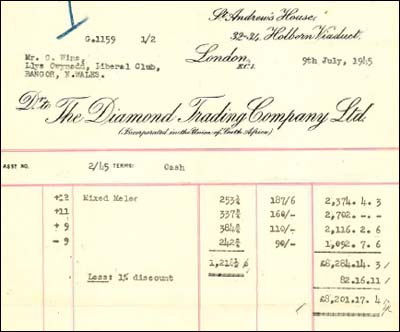 St. Andrew's House,
32-34, Holborn Viaduct,
G.1159 1/2
London, E.C.1. 9th July, 1945
Mr. C. Wins,
Llys Gwynedd, Liberal Club,
BANGOR, N.WALES.
Dr. to The Diamond Trading Company Ltd.
(Incorporated in the Union of South Africa)
ASST NO. 2/45 TERMS: Cash
+12 Mixed Melee 253¼ 187/6 2,374. 4. 3
+11 337¾ 160/- 2,702. -. -
+ 9 384¾ 110/- 2,116. 2. 6
- 9 242¾ 90/- 1,092. 7. 6
1,218½ £8,284.14. 3
Less: 1% discount 82.16.11
£8,201.17. 4